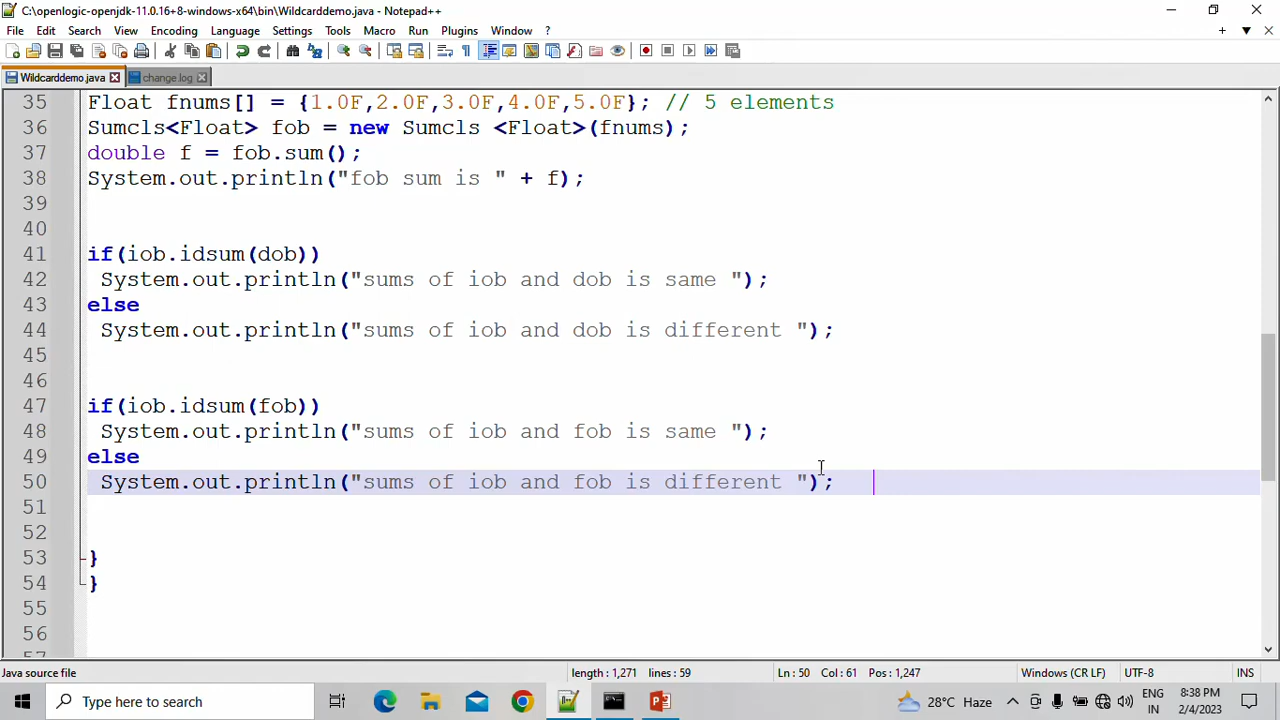 C:\openlogic-openjdk-11.0.16+8-windows-x64\bin\Wildcarddemo.java - Notepad++
File Edit Search View Encoding Language Settings Tools Macro Run Plugins Window ?
Wildcarddemo.java change.log
35 Float fnums[] = {1.0F,2.0F,3.0F,4.0F,5.0F}; // 5 elements
36 Sumcls<Float> fob = new Sumcls <Float>(fnums);
37 double f = fob.sum();
38 System.out.println("fob sum is " + f);
39
40
41 if(iob.idsum(dob))
42 System.out.println("sums of iob and dob is same ");
43 else
44 System.out.println("sums of iob and dob is different ");
45
46
47 if(iob.idsum(fob))
48 System.out.println("sums of iob and fob is same ");
49 else
50 System.out.println("sums of iob and fob is different ");
51
52
53 }
54 }
55
56
Java source file length : 1,271 lines : 59 Ln : 50 Col : 61 Pos : 1,247 Windows (CR LF) UTF-8 INS
Type here to search 28°C Haze ENG IN 8:38 PM 2/4/2023